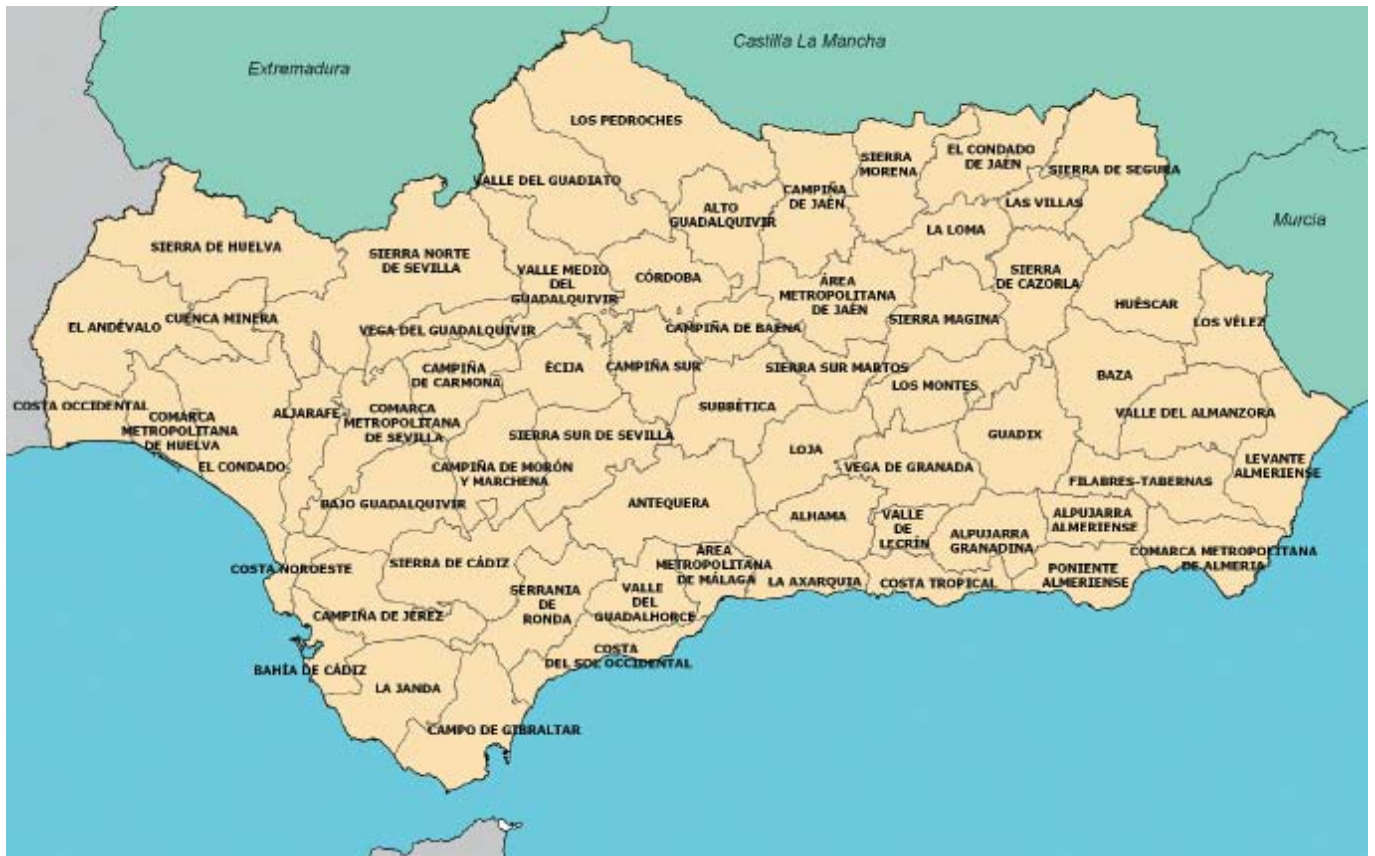 Castilla La Mancha
Extremadura
LOS PEDROCHES
EL CONDADO
DE JAÉN
SIERRA
MORENA
SIERRA DE SEGURA
VALLE DEL GUADIATO
CAMPIÑA
DE JAÉN
LAS VILLAS
ALTO
GUADALQUIVIR
Murcia
LA LOMA
SIERRA DE HUELVA
SIERRA NORTE
DE SEVILLA
VALLE MEDIO
DEL
GUADALQUIVIR
CÓRDOBA
ÁREA
METROPOLITANA
DE JAÉN
SIERRA
DE CAZORLA
HUÉSCAR
EL ANDÉVALO
CUENCA MINERA
VEGA DEL GUADALQUIVIR
CAMPIÑA DE BAENA
SIERRA MAGINA
LOS VÉLEZ
CAMPIÑA
DE CARMONA
ÉCIJA
CAMPIÑA SUR
SIERRA SUR MARTOS
LOS MONTES
BAZA
COSTA OCCIDENTAL
COMARCA
METROPOLITANA
DE HUELVA
ALJARAFE
COMARCA
METROPOLITANA
DE SEVILLA
SUBBÉTICA
VALLE DEL ALMANZORA
SIERRA SUR DE SEVILLA
GUADIX
LOJA
EL CONDADO
CAMPIÑA DE MORÓN
Y MARCHENA
VEGA DE GRANADA
LEVANTE
ALMERIENSE
FILABRES-TABERNAS
BAJO GUADALQUIVIR
ANTEQUERA
ALHAMA
VALLE
DE
LECRÍN
ALPUJARRA
ALMERIENSE
ALPUJARRA
GRANADINA
COSTA NOROESTE
SIERRA DE CÁDIZ
ÁREA
METROPOLITANA
DE MÁLAGA
COMARCA METROPOLITANA
DE ALMERIA
SERRANIA
DE
RONDA
VALLE
DEL
GUADALHORCE
LA AXARQUIA
COSTA TROPICAL
PONIENTE
ALMERIENSE
CAMPIÑA DE JEREZ
COSTA
DEL SOL OCCIDENTAL
BAHÍA DE CÁDIZ
LA JANDA
CAMPO DE GIBRALTAR